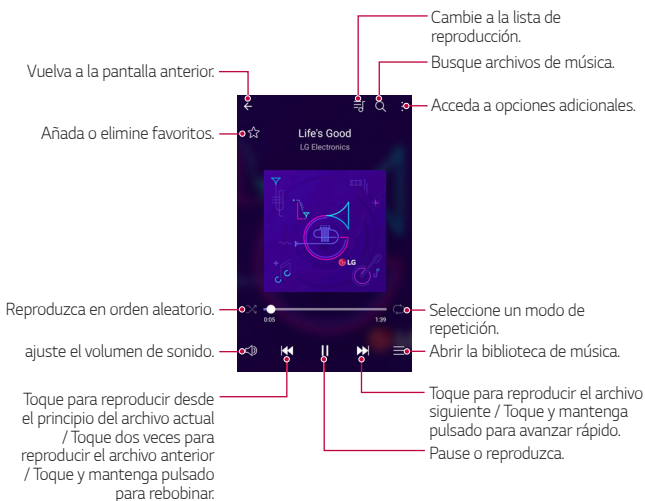 Cambie a la lista de
reproducción.
Busque archivos de música.
Vuelva a la pantalla anterior.
Acceda a opciones adicionales.
Añada o elimine favoritos.
Life's Good
LG Electronics
LG
Reproduzca en orden aleatorio.
0:05
1:39
Seleccione un modo de
repetición.
ajuste el volumen de sonido.
Abrir la biblioteca de música.
Toque para reproducir desde
el principio del archivo actual
/ Toque dos veces para
reproducir el archivo anterior
/ Toque y mantenga pulsado
para rebobinar.
Toque para reproducir el archivo
siguiente / Toque y mantenga
pulsado para avanzar rápido.
Pause o reproduzca.